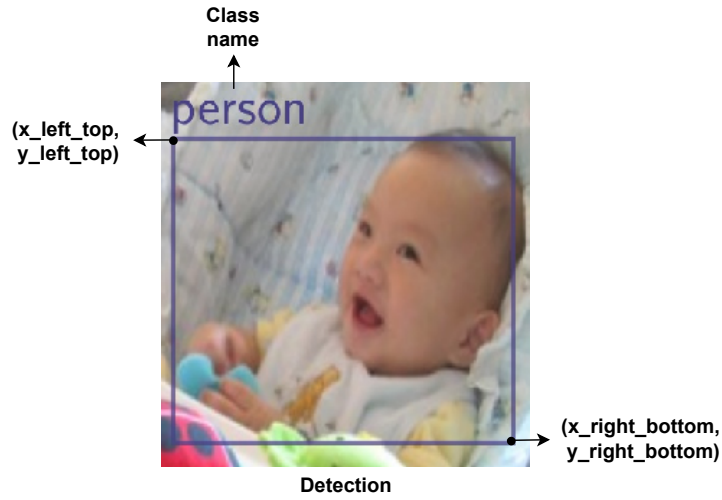 Class
name
person
(x_left_top,
y_left_top)
(x_right_bottom,
y_right_bottom)
Detection